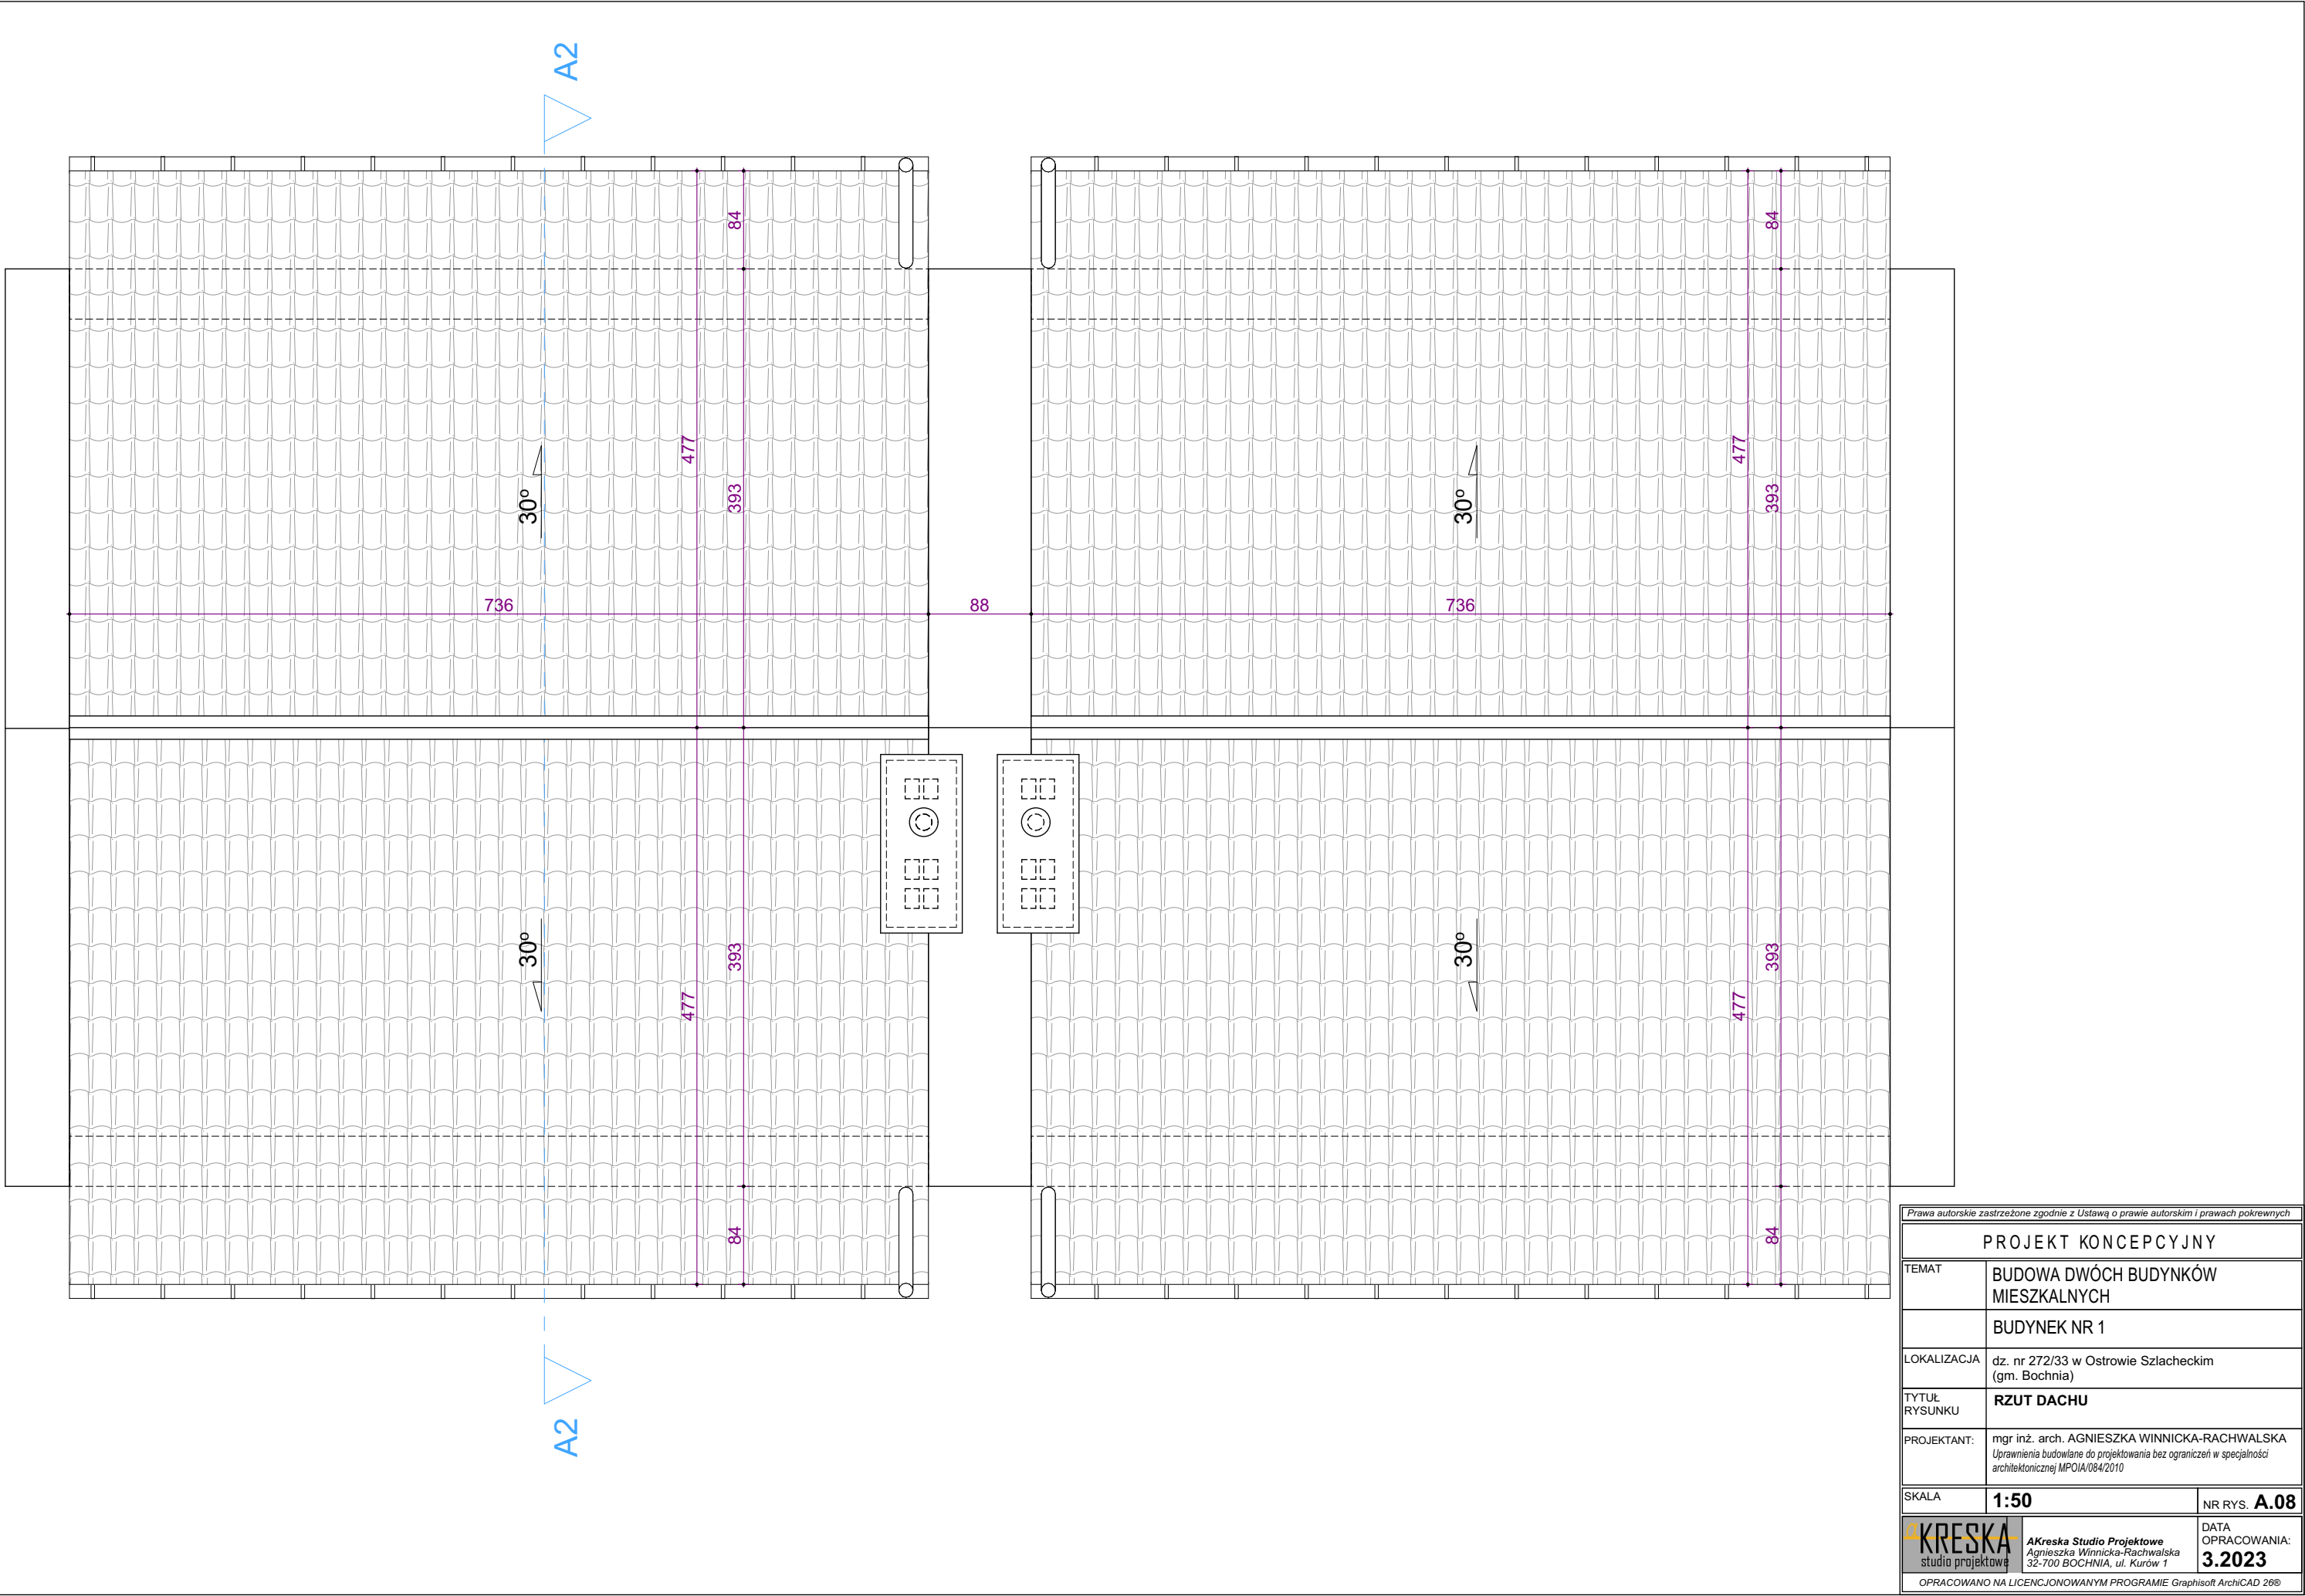 A2
84
84
477
393
477
393
30°
30°
736
88
736
30°
30°
393
477
393
477
84
84
A2
Prawa autorskie zastrzeżone zgodnie z Ustawą o prawie autorskim i prawach pokrewnych
PROJEKT KONCEPCYJNY
TEMAT
BUDOWA DWÓCH BUDYNKÓW
MIESZKALNYCH
BUDYNEK NR 1
LOKALIZACJA
dz. nr 272/33 w Ostrowie Szlacheckim
(gm. Bochnia)
TYTUŁ
RYSUNKU
RZUT DACHU
PROJEKTANT:
mgr inż. arch. AGNIESZKA WINNICKA-RACHWALSKA
Uprawnienia budowlane do projektowania bez ograniczeń w specjalności
architektonicznej MPOIA/084/2010
SKALA
1:50
NR RYS. A.08
aKRESKA
studio projektowe
AKreska Studio Projektowe
Agnieszka Winnicka-Rachwalska
32-700 BOCHNIA, ul. Kurów 1
DATA
OPRACOWANIA:
3.2023
OPRACOWANO NA LICENCJONOWANYM PROGRAMIE Graphisoft ArchiCAD 26®